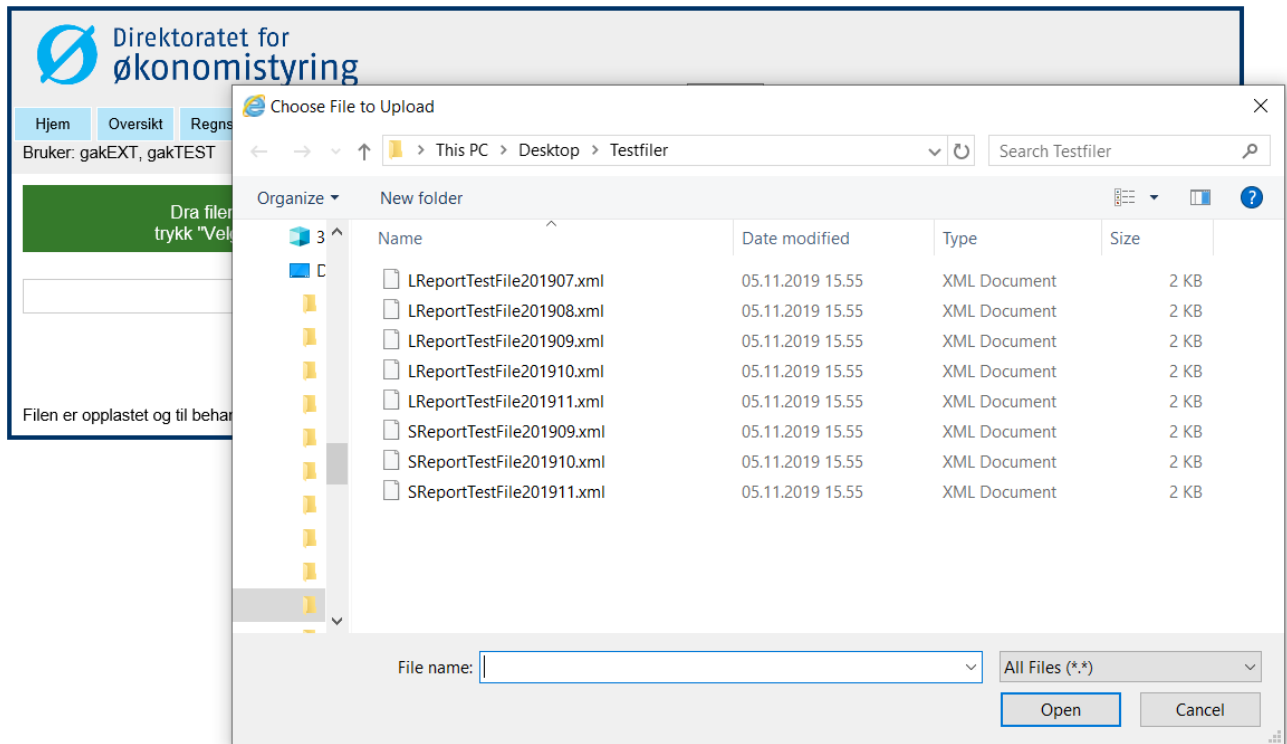 Direktoratet for
økonomistyring
Choose File to Upload
Hjem Oversikt Regns
Bruker: gakEXT, gakTEST
This PC > Desktop > Testfiler
Search Testfiler
Dra filer
trykk "Vel
Organize New folder
3
Name Date modified Type Size
LReportTestFile201907.xml 05.11.2019 15.55 XML Document 2 KB
LReportTestFile201908.xml 05.11.2019 15.55 XML Document 2 KB
LReportTestFile201909.xml 05.11.2019 15.55 XML Document 2 KB
LReportTestFile201910.xml 05.11.2019 15.55 XML Document 2 KB
LReportTestFile201911.xml 05.11.2019 15.55 XML Document 2 KB
SReportTestFile201909.xml 05.11.2019 15.55 XML Document 2 KB
SReportTestFile201910.xml 05.11.2019 15.55 XML Document 2 KB
SReportTestFile201911.xml 05.11.2019 15.55 XML Document 2 KB
Filen er opplastet og til behar
File name: All Files (*.*)
Open Cancel